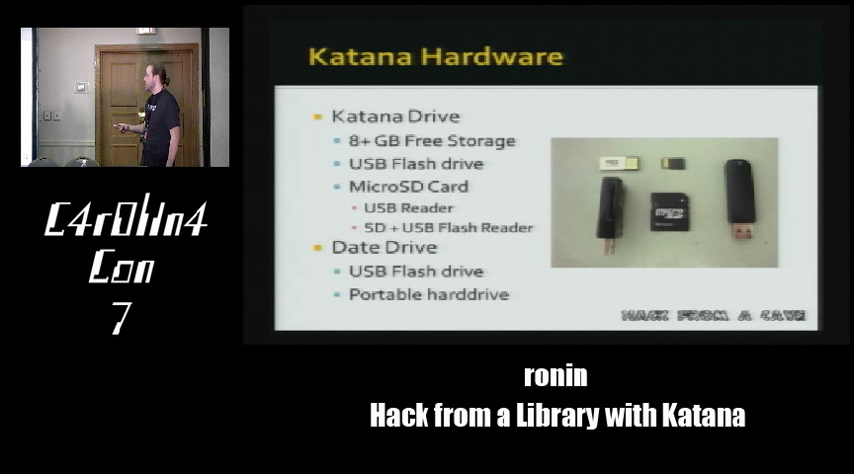 Katana Hardware
Katana Drive
8+ GB Free Storage
USB Flash drive
MicroSD Card
USB Reader
SD + USB Flash Reader
Date Drive
USB Flash drive
Portable harddrive
HACK FROM A CAVE
C4r0l1n4
Con
7
ronin
Hack from a Library with Katana